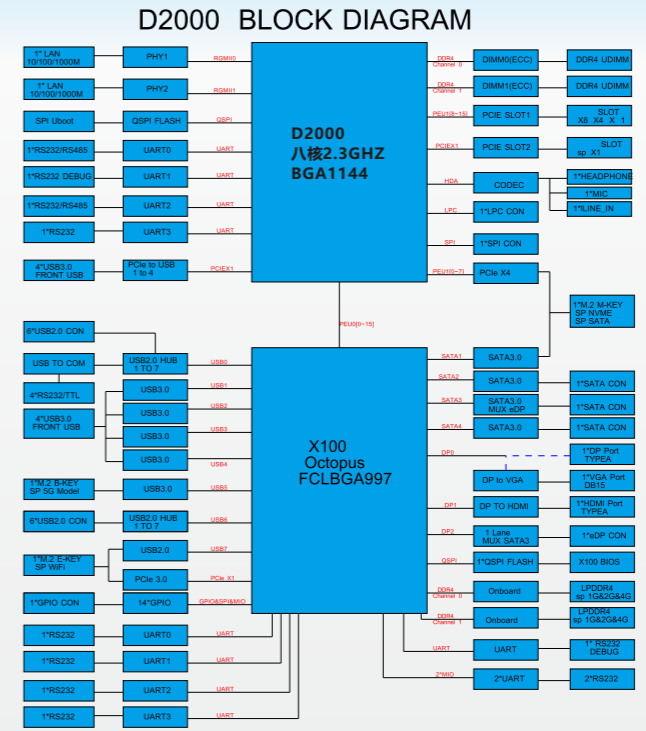 D2000 BLOCK DIAGRAM
1* LAN
10/100/1000M
PHY1
RGMII0
1* LAN
10/100/1000M
PHY2
RGMII1
SPI Uboot
QSPI FLASH
QSPI
1*RS232/RS485
UART0
UART
1*RS232 DEBUG
UART1
UART
1*RS232/RS485
UART2
UART
1*RS232
UART3
UART
4*USB3.0
FRONT USB
PCIe to USB
1 to 4
PCIEX1
D2000
八核2.3GHZ
BGA1144
DDR4
Channel 0
DIMM0(ECC)
DDR4 UDIMM
DDR4
Channel 1
DIMM1(ECC)
DDR4 UDIMM
PEU1[8~15]
PCIE SLOT1
SLOT
X8 X4 X 1
PCIEX1
PCIE SLOT2
SLOT
sp X1
HDA
CODEC
1*HEADPHONE
1*MIC
1*lLINE_IN
LPC
1*LPC CON
SPI
1*SPI CON
PEU1[0~7]
PCIe X4
1*M.2 M-KEY
SP NVME
SP SATA
PEU0[0~15]
6*USB2.0 CON
USB TO COM
USB2.0 HUB
1 TO 7
USB0
4*RS232/TTL
4*USB3.0
FRONT USB
USB3.0
USB1
USB3.0
USB2
USB3.0
USB3
USB3.0
USB4
1*M.2 B-KEY
SP 5G Model
USB3.0
USB5
6*USB2.0 CON
USB2.0 HUB
1 TO 7
USB6
1*M.2 E-KEY
SP WIFI
USB2.0
USB7
PCIe 3.0
PCIe X1
1*GPIO CON
14*GPIO
GPIO&SPI&MIO
1*RS232
UART0
UART
1*RS232
UART1
UART
1*RS232
UART2
UART
1*RS232
UART3
UART
X100
Octopus
FCLBGA997
SATA1
SATA3.0
SATA2
SATA3.0
1*SATA CON
SATA3
SATA3.0
MUX eDP
1*SATA CON
SATA4
SATA3.0
1*SATA CON
DP0
1*DP Port
TYPEA
DP to VGA
1*VGA Port
DB15
DP1
DP TO HDMI
1*HDMI Port
TYPEA
DP2
1 Lane
MUX SATA3
1*eDP CON
QSPI
1*QSPI FLASH
X100 BIOS
DDR4
Channel 0
Onboard
LPDDR4
sp 1G&2G&4G
DDR4
Channel 1
Onboard
LPDDR4
sp 1G&2G&4G
UART
UART
1* RS232
DEBUG
2*MIO
2*UART
2*RS232